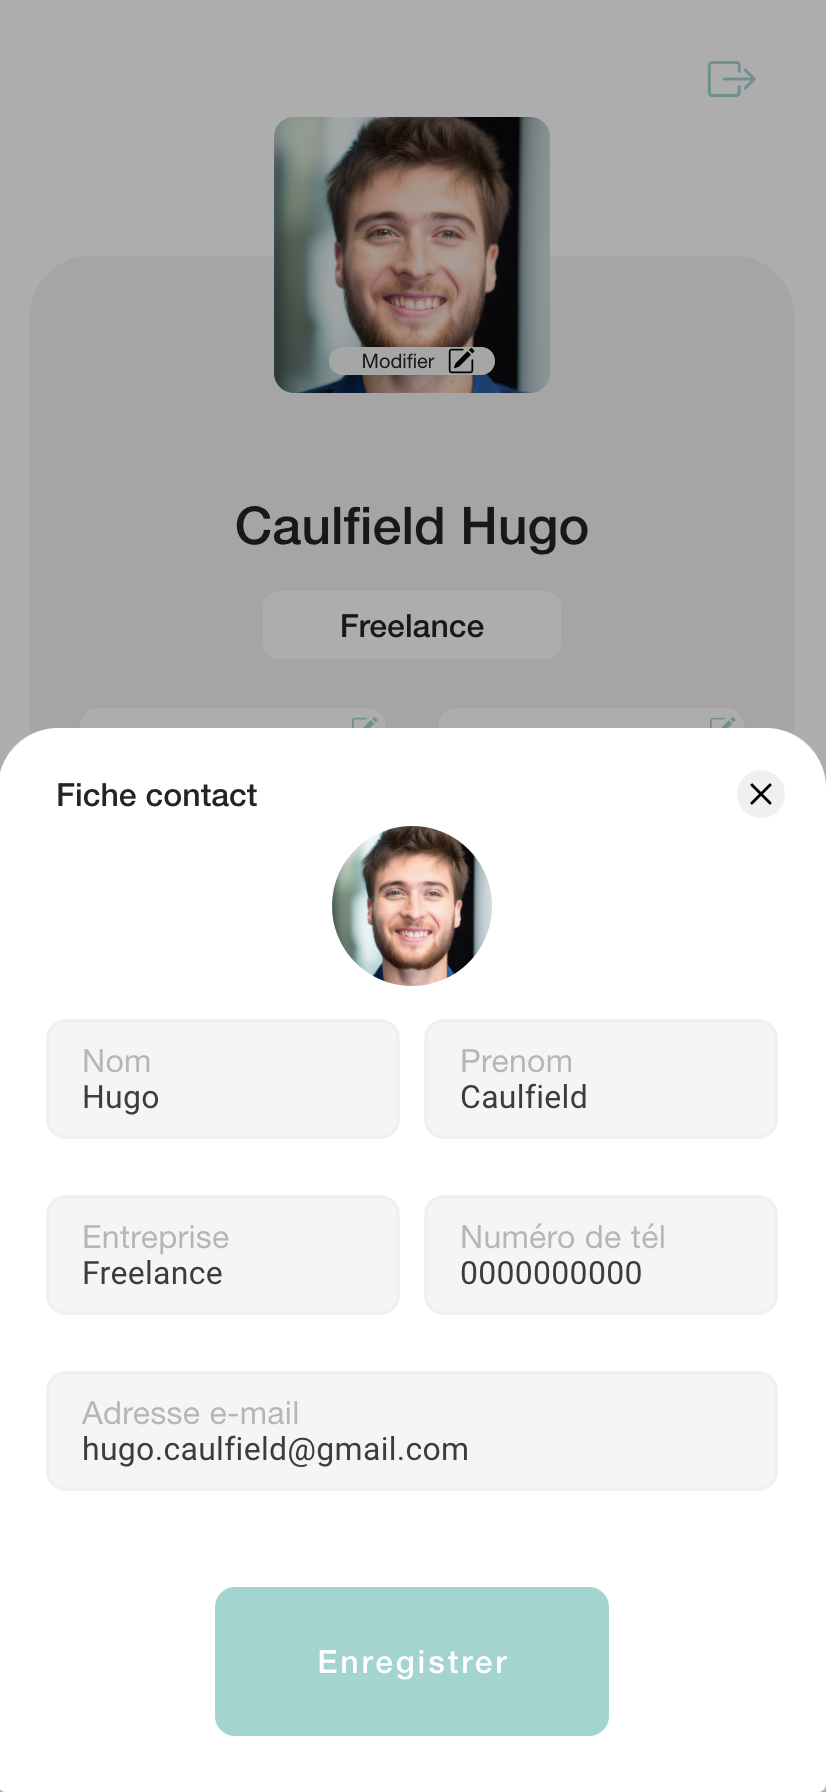 Modifier
Caulfield Hugo
Freelance
Fiche contact
Nom
Hugo
Prenom
Caulfield
Entreprise
Freelance
Numéro de tél
0000000000
Adresse e-mail
hugo.caulfield@gmail.com
Enregistrer